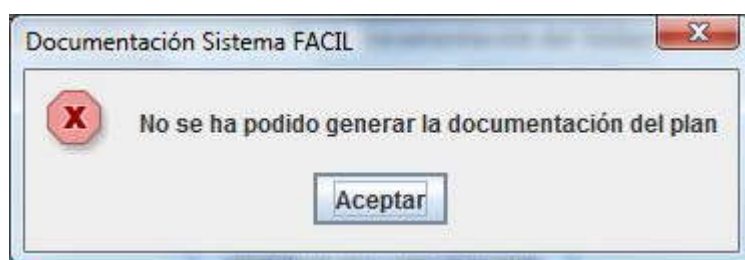 Documentación Sistema FACIL
No se ha podido generar la documentación del plan
Aceptar